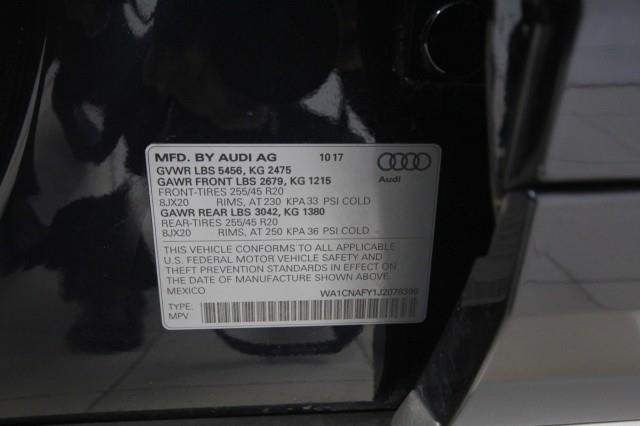 MFD. BY AUDI AG 10 17
GVWR LBS 5456, KG 2475
GAWR FRONT LBS 2679, KG 1215
FRONT-TIRES 255/45 R20
8JX20 RIMS, AT 230 KPA 33 PSI COLD
GAWR REAR LBS 3042, KG 1380
REAR-TIRES 255/45 R20
8JX20 RIMS, AT 250 KPA 36 PSI COLD
Audi
THIS VEHICLE CONFORMS TO ALL APPLICABLE
U.S. FEDERAL MOTOR VEHICLE SAFETY AND
THEFT PREVENTION STANDARDS IN EFFECT ON
THE DATE OF MANUFACTURE SHOWN ABOVE.
MEXICO
TYPE:
MPV